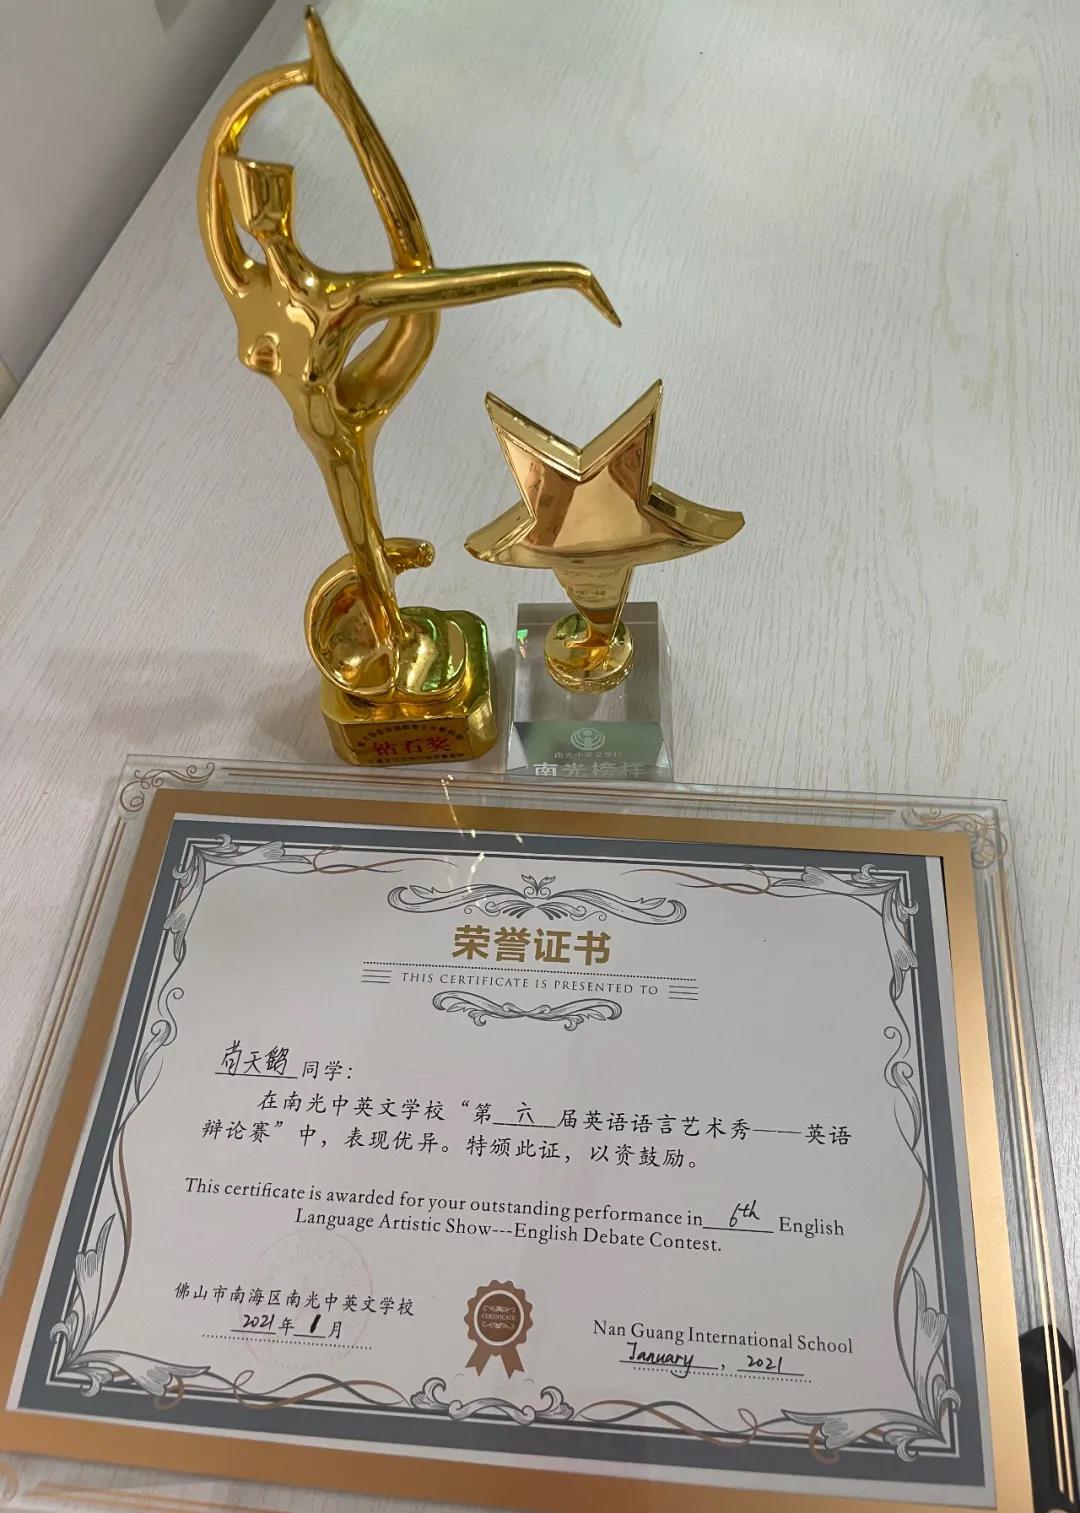 钻石奖
南光中英文学校
南光榜样
荣誉证书
THIS CERTIFICATE IS PRESENTED TO
同学：
在南光中英文学校“第 六 届英语语言艺术秀——英语
辩论赛”中，表现优异。特颁此证，以资鼓励。
This certificate is awarded for your outstanding performance in 6th English
Language Artistic Show---English Debate Contest.
佛山市南海区南光中英文学校
2021年 1 月
CERTIFICATE
Nan Guang International School
January , 2021